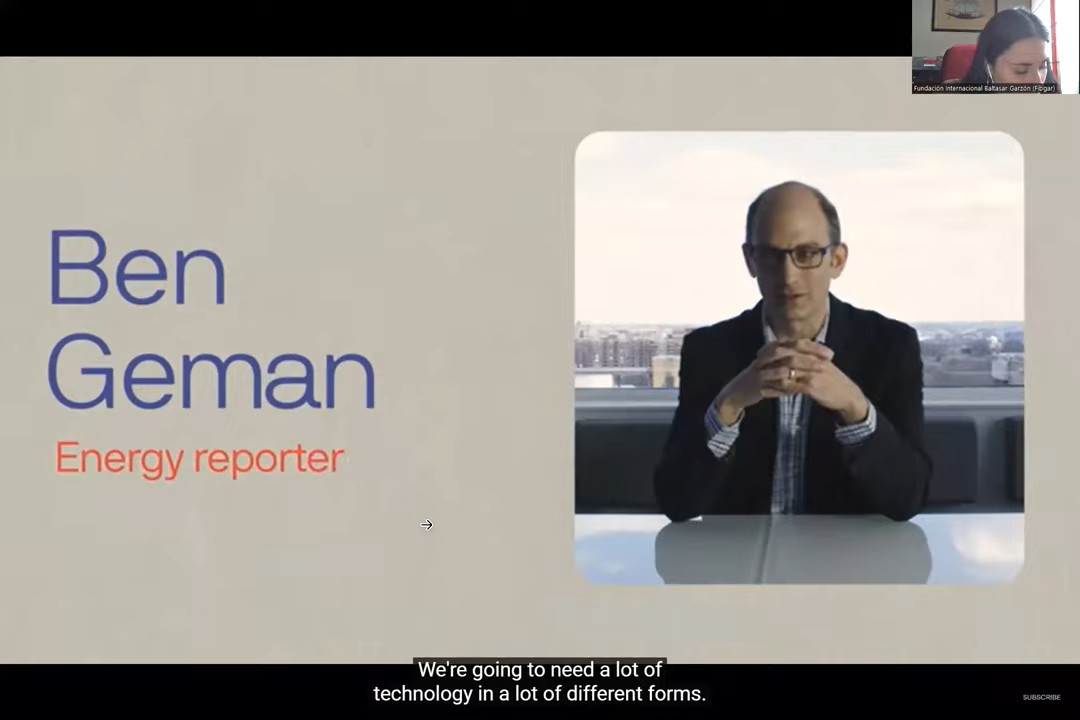 Fundación Internacional Baltasar Garzón (Fibgar)
Ben
Geman
Energy reporter
We're going to need a lot of
technology in a lot of different forms.
SUBSCRIBE